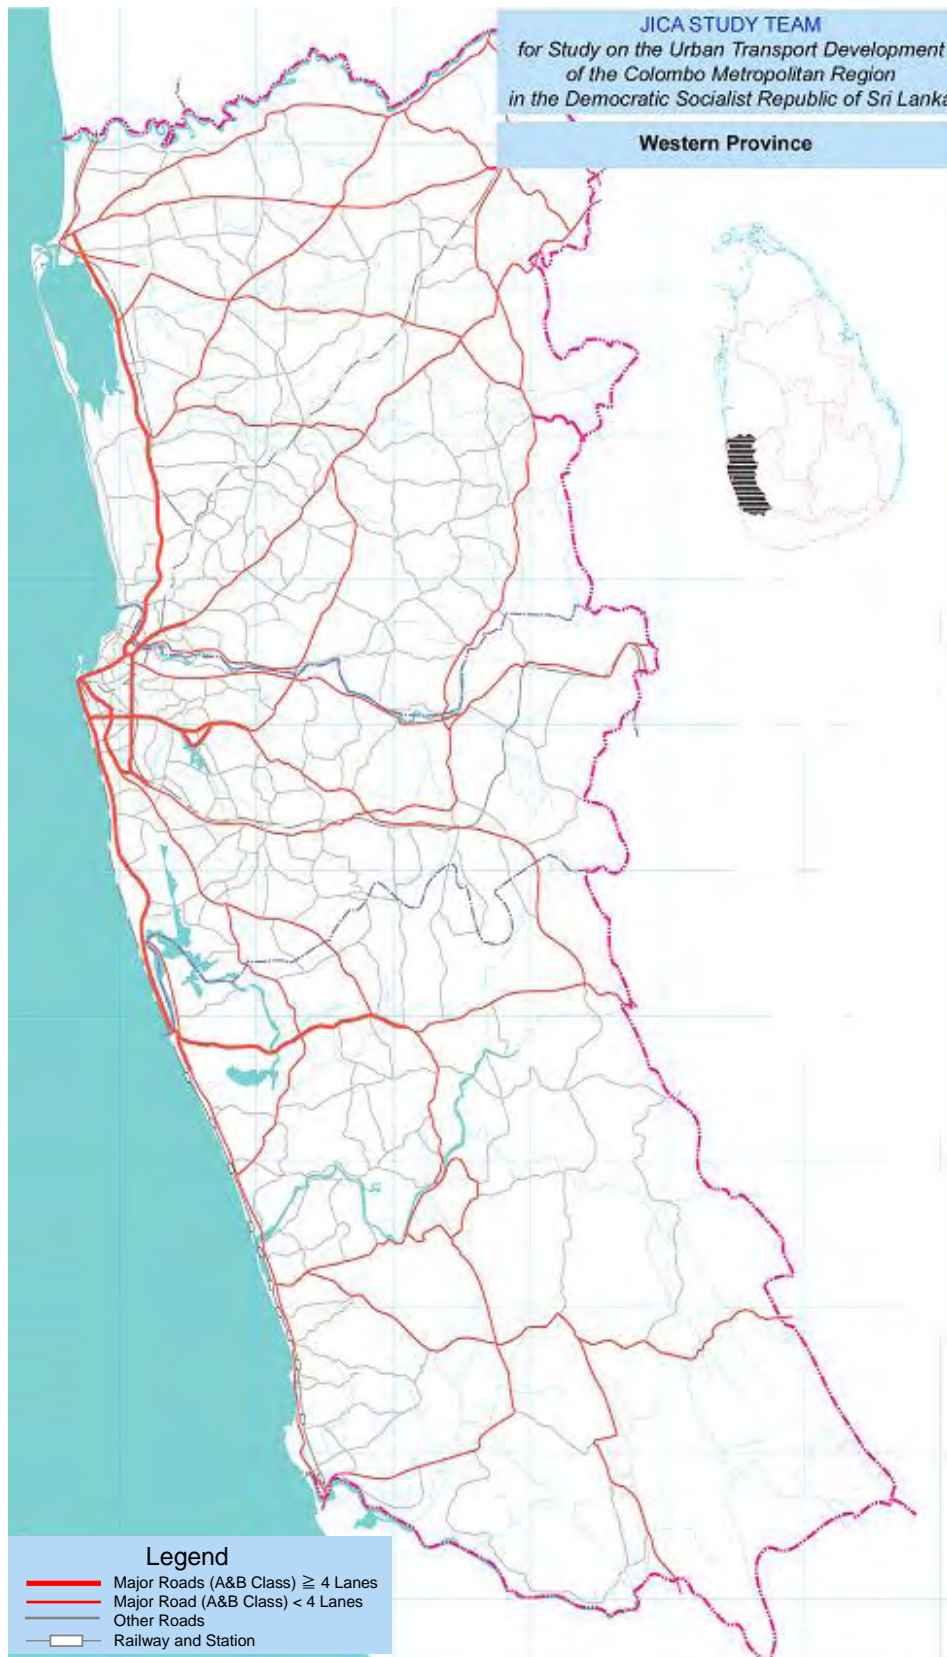 JICA STUDY TEAM
for Study on the Urban Transport Development
of the Colombo Metropolitan Region
in the Democratic Socialist Republic of Sri Lanka
Western Province
Legend
Major Roads (A&B Class) ≧ 4 Lanes
Major Road (A&B Class) < 4 Lanes
Other Roads
Railway and Station